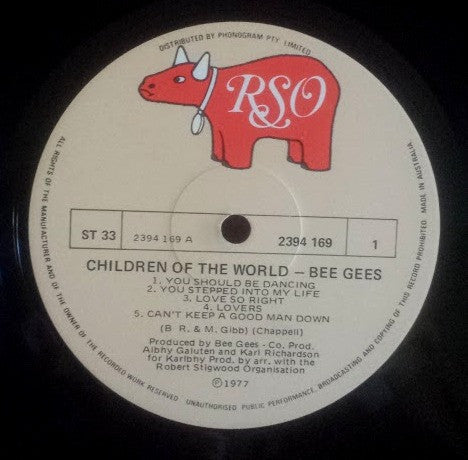 DISTRIBUTED BY PHONOGRAM PTY. LIMITED
RSO
ST 33 2394 169 A 2394 169 1
CHILDREN OF THE WORLD – BEE GEES
1. YOU SHOULD BE DANCING
2. YOU STEPPED INTO MY LIFE
3. LOVE SO RIGHT
4. LOVERS
5. CAN'T KEEP A GOOD MAN DOWN
(B R. & M. Gibb) (Chappell)
Produced by Bee Gees - Co. Prod.
Albhy Galuten and Karl Richardson
for Karlbhy Prod. by arr. with the
Robert Stigwood Organisation
℗1977
ALL RIGHTS OF THE MANUFACTURER AND OF THE OWNER OF THE RECORDED WORK RESERVED UNAUTHORISED PUBLIC PERFORMANCE, BROADCASTING AND COPYING OF THIS RECORD PROHIBITED MADE IN AUSTRALIA